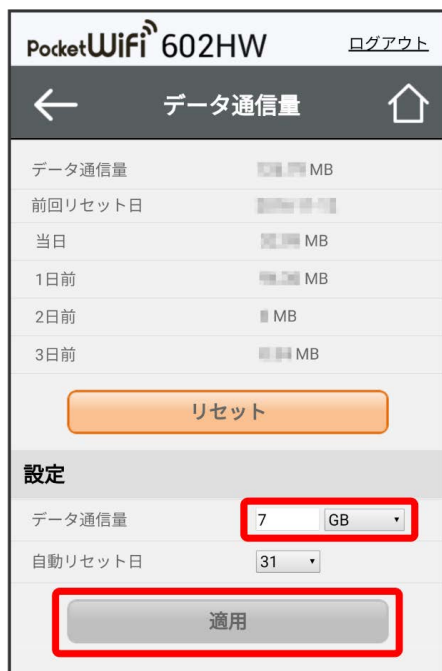 PocketWiFi 602HW ログアウト
データ通信量
データ通信量 MB
前回リセット日
当日 MB
1日前 MB
2日前 MB
3日前 MB
リセット
設定
データ通信量 7 GB
自動リセット日 31
適用